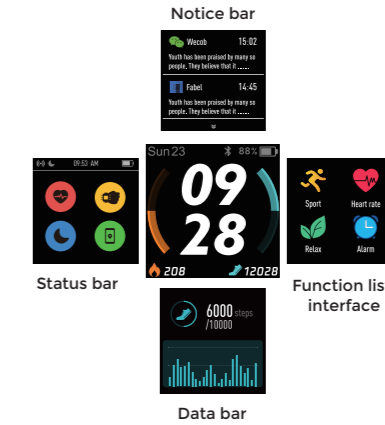 Notice bar
Wecob 15:02
Youth has been praised by many so
people. They believe that it ......
Fabel 14:45
Youth has been praised by many so
people. They believe that it ......
09:53 AM
Status bar
Sun23 88%
09
28
208 12028
Sport Heart rate
Relax Alarm
Function lis
interface
6000 steps
/10000
Data bar